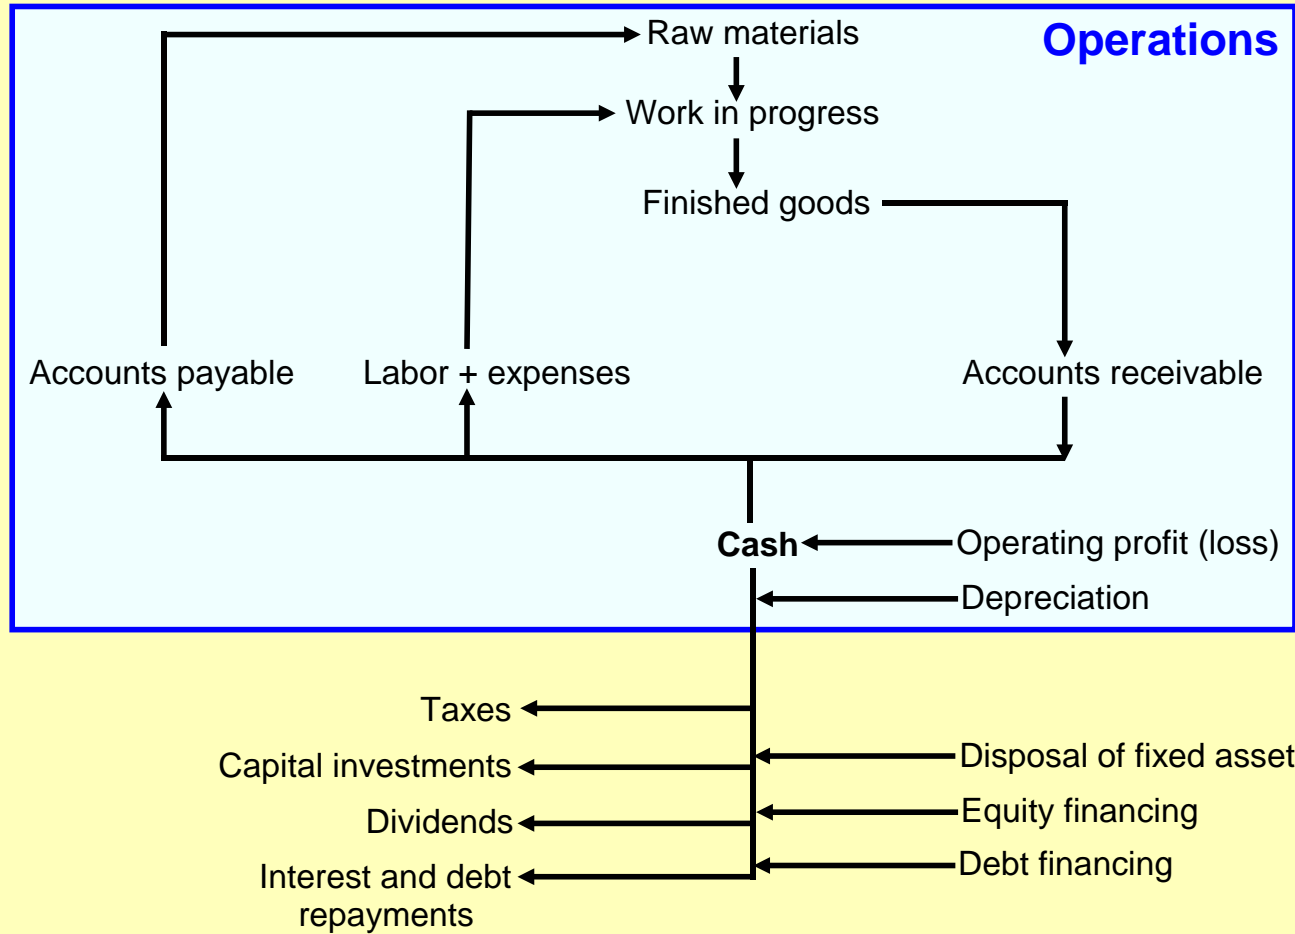 Raw materials
Operations
Work in progress
Finished goods
Accounts payable
Labor + expenses
Accounts receivable
Cash
Operating profit (loss)
Depreciation
Taxes
Capital investments
Disposal of fixed asset
Dividends
Equity financing
Interest and debt
repayments
Debt financing